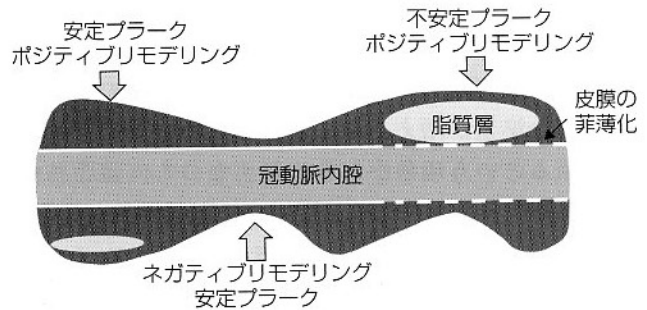 安定プラーク
ポジティブリモデリング
不安定プラーク
ポジティブリモデリング
皮膜の
菲薄化
脂質層
冠動脈内腔
ネガティブリモデリング
安定プラーク